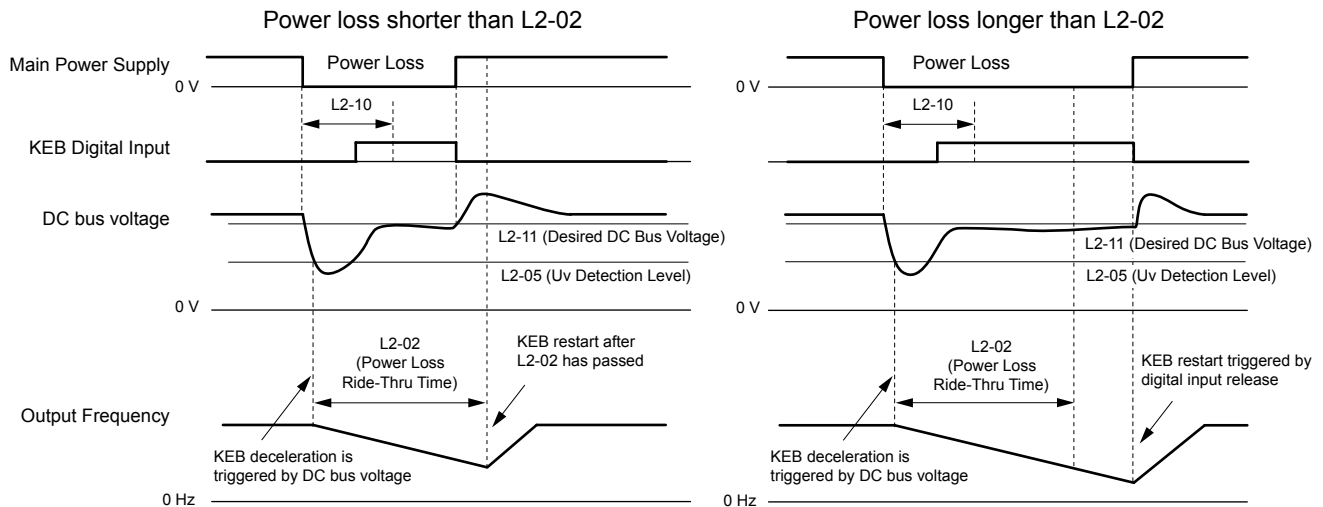 Power loss shorter than L2-02
Main Power Supply
Power Loss
0 V
L2-10
KEB Digital Input
DC bus voltage
L2-11 (Desired DC Bus Voltage)
L2-05 (Uv Detection Level)
0 V
L2-02
(Power Loss
Ride-Thru Time)
KEB restart after
L2-02 has passed
Output Frequency
KEB deceleration is
triggered by DC bus voltage
0 Hz
Power loss longer than L2-02
Power Loss
0 V
L2-10
L2-11 (Desired DC Bus Voltage)
L2-05 (Uv Detection Level)
0 V
L2-02
(Power Loss
Ride-Thru Time)
KEB restart triggered by
digital input release
KEB deceleration is
triggered by DC bus voltage
0 Hz